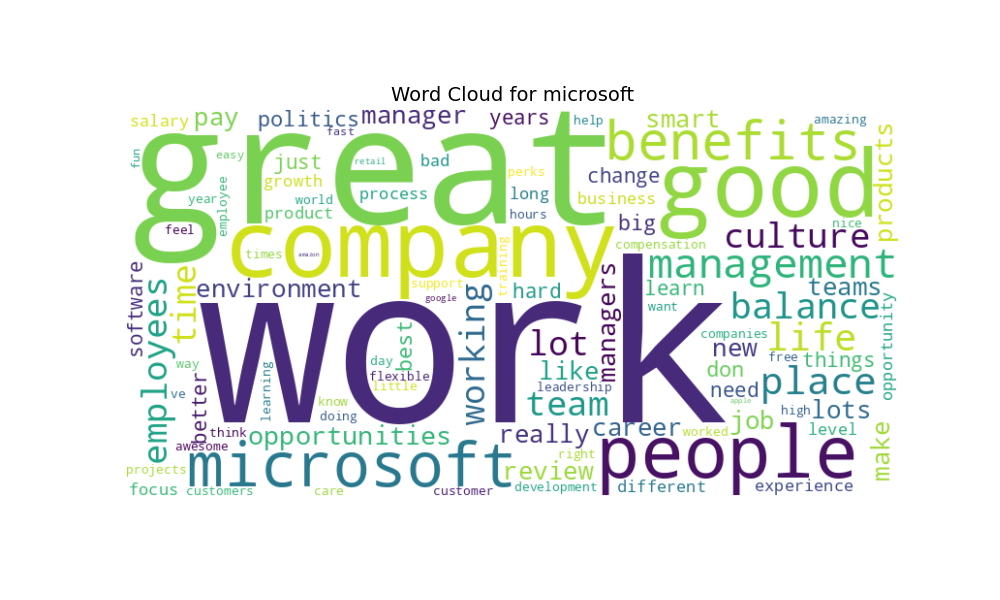 Word Cloud for microsoft
salary
pay
politics
manager
years
help
smart
amazing
fast
great
benefits
good
products
fun
easy
just
retail
bad
perks
change
growth
process
long
business
year
employee
world
product
hours
big
nice
feel
company
culture
times
amazon
training
compensation
management
software
time
environment
support
google
working
hard
managers
learn
teams
opportunity
employees
work
want
balance
life
lot
best
companies
new
free
things
way
day
flexible
little
like
leadership
don
need
place
ve
better
learning
know
doing
team
apple
high
lots
think
opportunities
really
career
worked
job
level
awesome
microsoft
people
make
projects
review
right
focus
customers
care
customer
development
different
experience